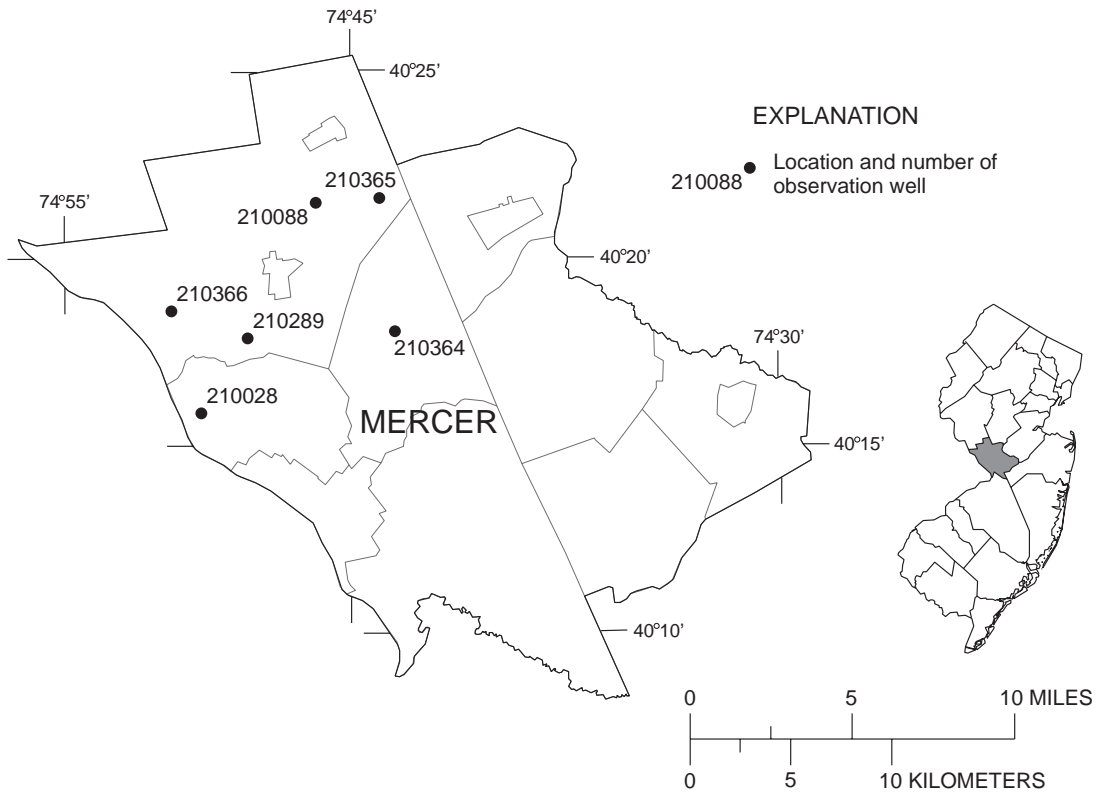 74°45'
40°25'
EXPLANATION
210088
Location and number of
observation well
210365
210088
74°55'
40°20'
210366
210289
210364
74°30'
210028
MERCER
40°15'
40°10'
0 5 10 MILES
0 5 10 KILOMETERS